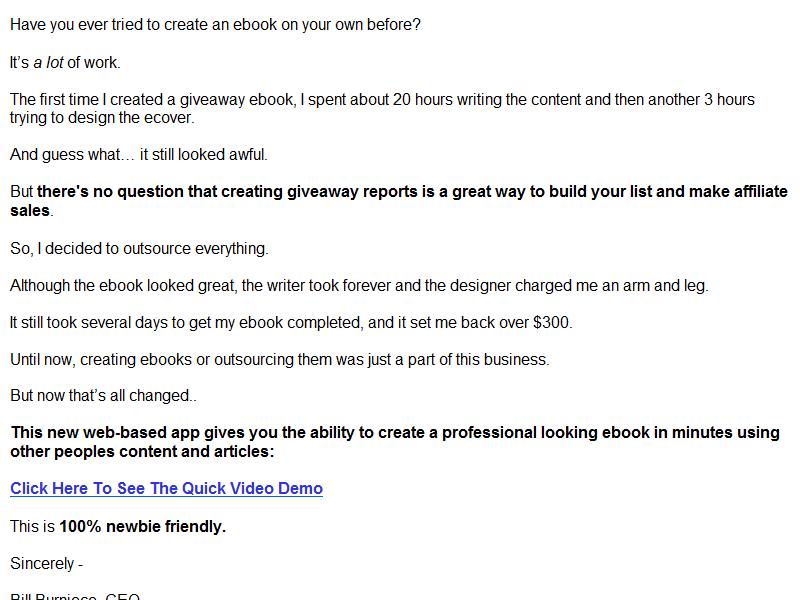 Have you ever tried to create an ebook on your own before?
It's a lot of work.
The first time I created a giveaway ebook, I spent about 20 hours writing the content and then another 3 hours
trying to design the ecover.
And guess what… it still looked awful.
But there's no question that creating giveaway reports is a great way to build your list and make affiliate
sales.
So, I decided to outsource everything.
Although the ebook looked great, the writer took forever and the designer charged me an arm and leg.
It still took several days to get my ebook completed, and it set me back over $300.
Until now, creating ebooks or outsourcing them was just a part of this business.
But now that’s all changed..
This new web-based app gives you the ability to create a professional looking ebook in minutes using
other peoples content and articles:
Click Here To See The Quick Video Demo
This is 100% newbie friendly.
Sincerely -
Bill